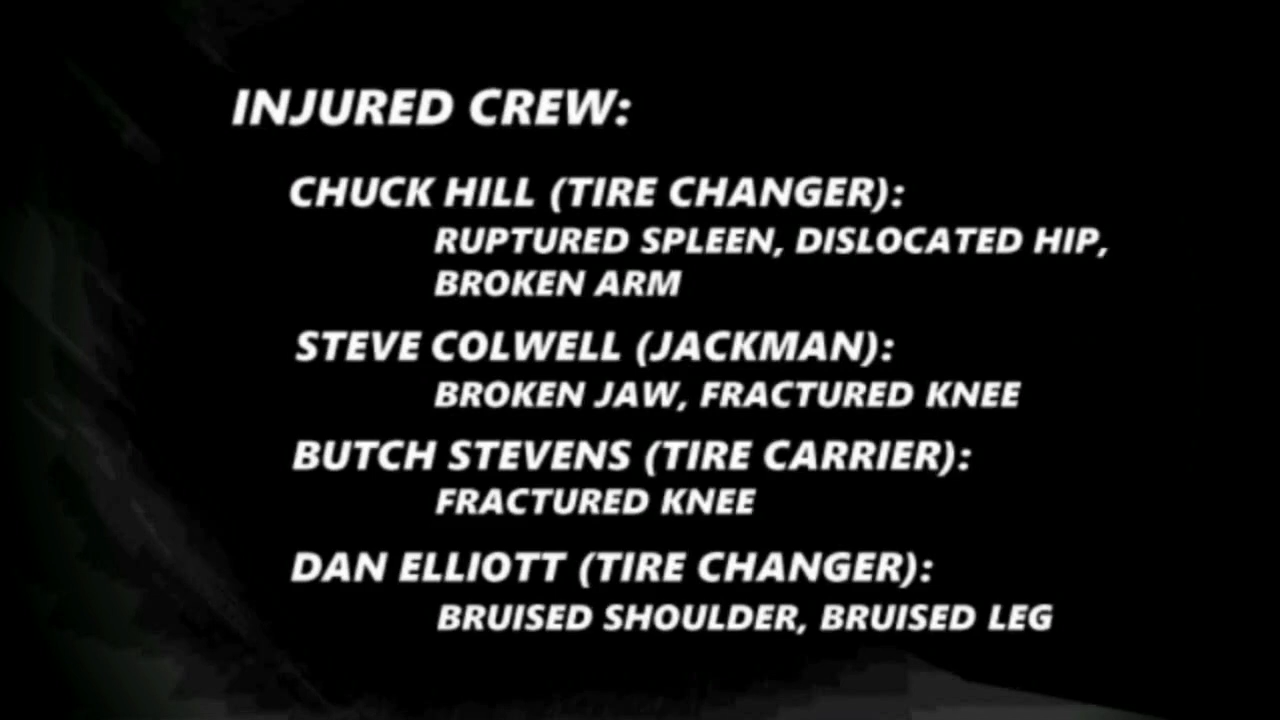 INJURED CREW:
CHUCK HILL (TIRE CHANGER):
RUPTURED SPLEEN, DISLOCATED HIP,
BROKEN ARM
STEVE COLWELL (JACKMAN):
BROKEN JAW, FRACTURED KNEE
BUTCH STEVENS (TIRE CARRIER):
FRACTURED KNEE
DAN ELLIOTT (TIRE CHANGER):
BRUISED SHOULDER, BRUISED LEG